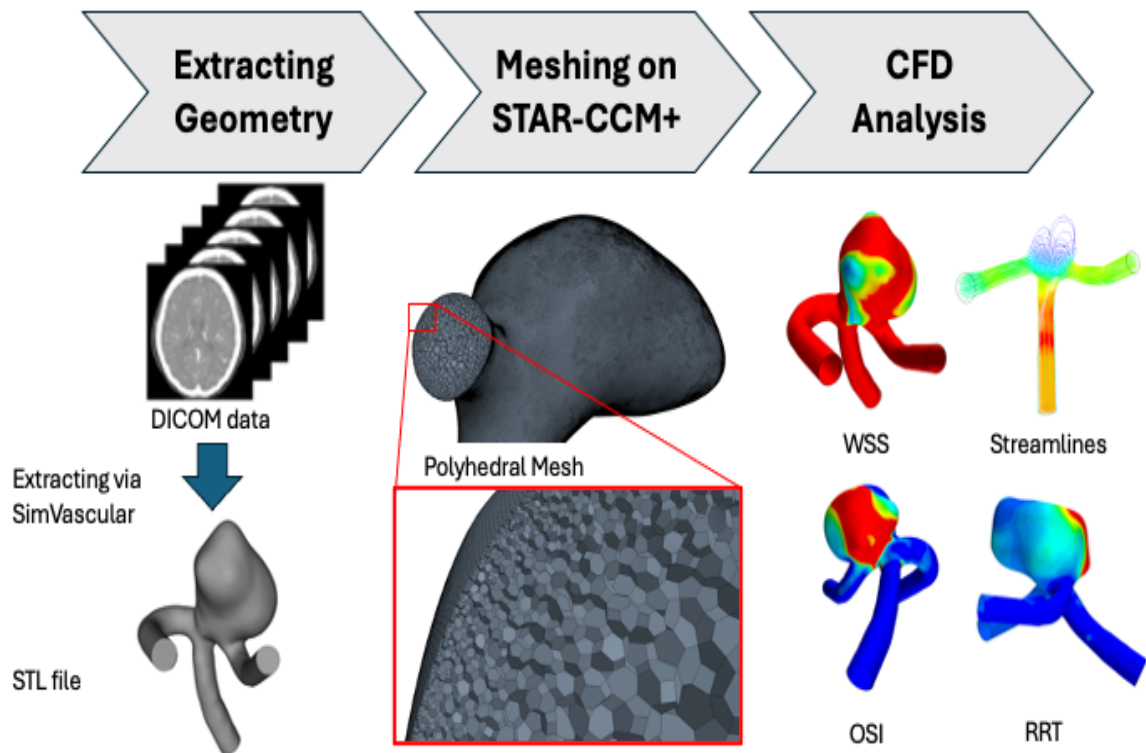 Extracting
Geometry
Meshing on
STAR-CCM+
CFD
Analysis
DICOM data
Extracting via
SimVascular
STL file
Polyhedral Mesh
WSS
Streamlines
OSI
RRT